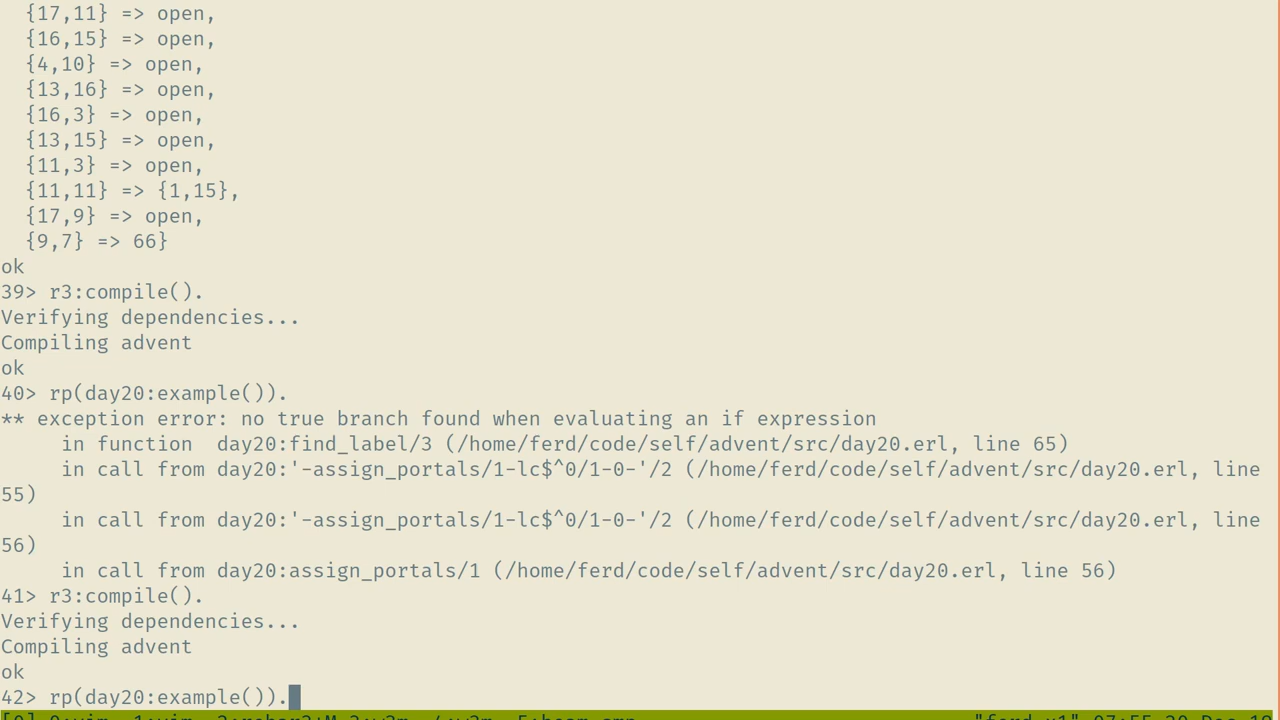 {17,11} => open,
{16,15} => open,
{4,10} => open,
{13,16} => open,
{16,3} => open,
{13,15} => open,
{11,3} => open,
{11,11} => {1,15},
{17,9} => open,
{9,7} => 66}
ok
39> r3:compile().
Verifying dependencies...
Compiling advent
ok
40> rp(day20:example()).
** exception error: no true branch found when evaluating an if expression
in function  day20:find_label/3 (/home/ferd/code/self/advent/src/day20.erl, line 65)
in call from day20:'-assign_portals/1-lc$^0/1-0-'/2 (/home/ferd/code/self/advent/src/day20.erl, line
55)
in call from day20:'-assign_portals/1-lc$^0/1-0-'/2 (/home/ferd/code/self/advent/src/day20.erl, line
56)
in call from day20:assign_portals/1 (/home/ferd/code/self/advent/src/day20.erl, line 56)
41> r3:compile().
Verifying dependencies...
Compiling advent
ok
42> rp(day20:example()).